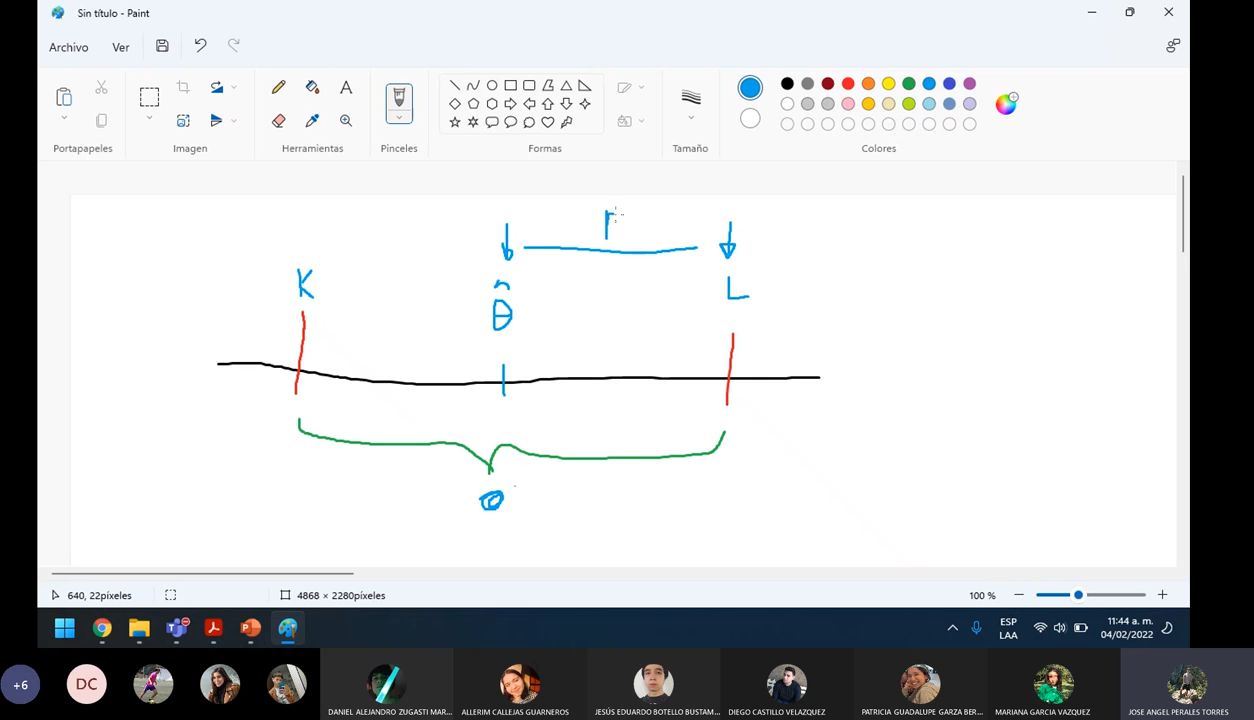 Sin título - Paint
Archivo Ver
A
Portapapeles Imagen Herramientas Pinceles Formas Tamaño Colores
r
K
θ̂
L
640, 22píxeles 4868 × 2280píxeles 100 %
ESP
LAA
11:44 a. m.
04/02/2022
+6 DC
DANIEL ALEJANDRO ZUGASTI MAR... ALLERIM CALLEJAS GUARNEROS JESÚS EDUARDO BOTELLO BUSTAM... DIEGO CASTILLO VELAZQUEZ PATRICIA GUADALUPE GARZA BER... MARIANA GARCIA VAZQUEZ JOSE ANGEL PERALES TORRES